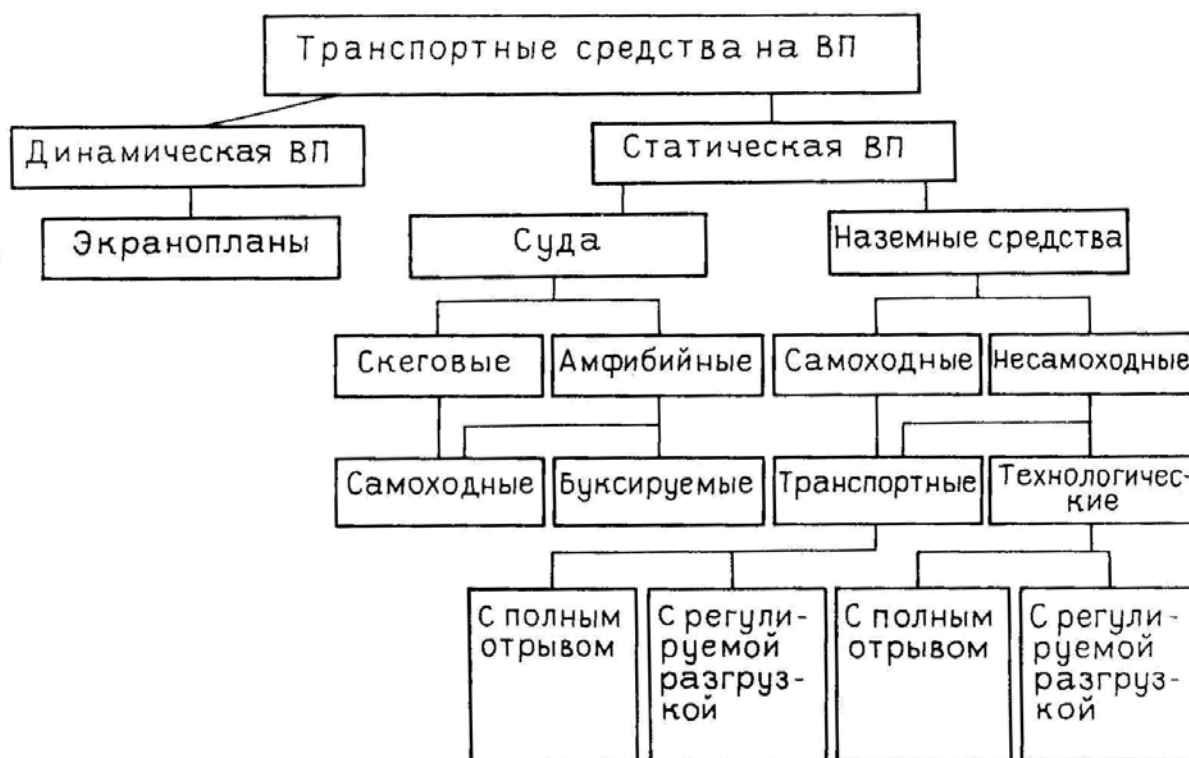 Транспортные средства на ВП
Динамическая ВП
Статическая ВП
Экранопланы
Суда
Наземные средства
Скеговые
Амфибийные
Самоходные
Несамоходные
Самоходные
Буксируемые
Транспортные
Технологичес-
кие
С полным
отрывом
С регули-
руемой
разгруз-
кой
С полным
отрывом
С регули-
руемой
разгруз-
кой